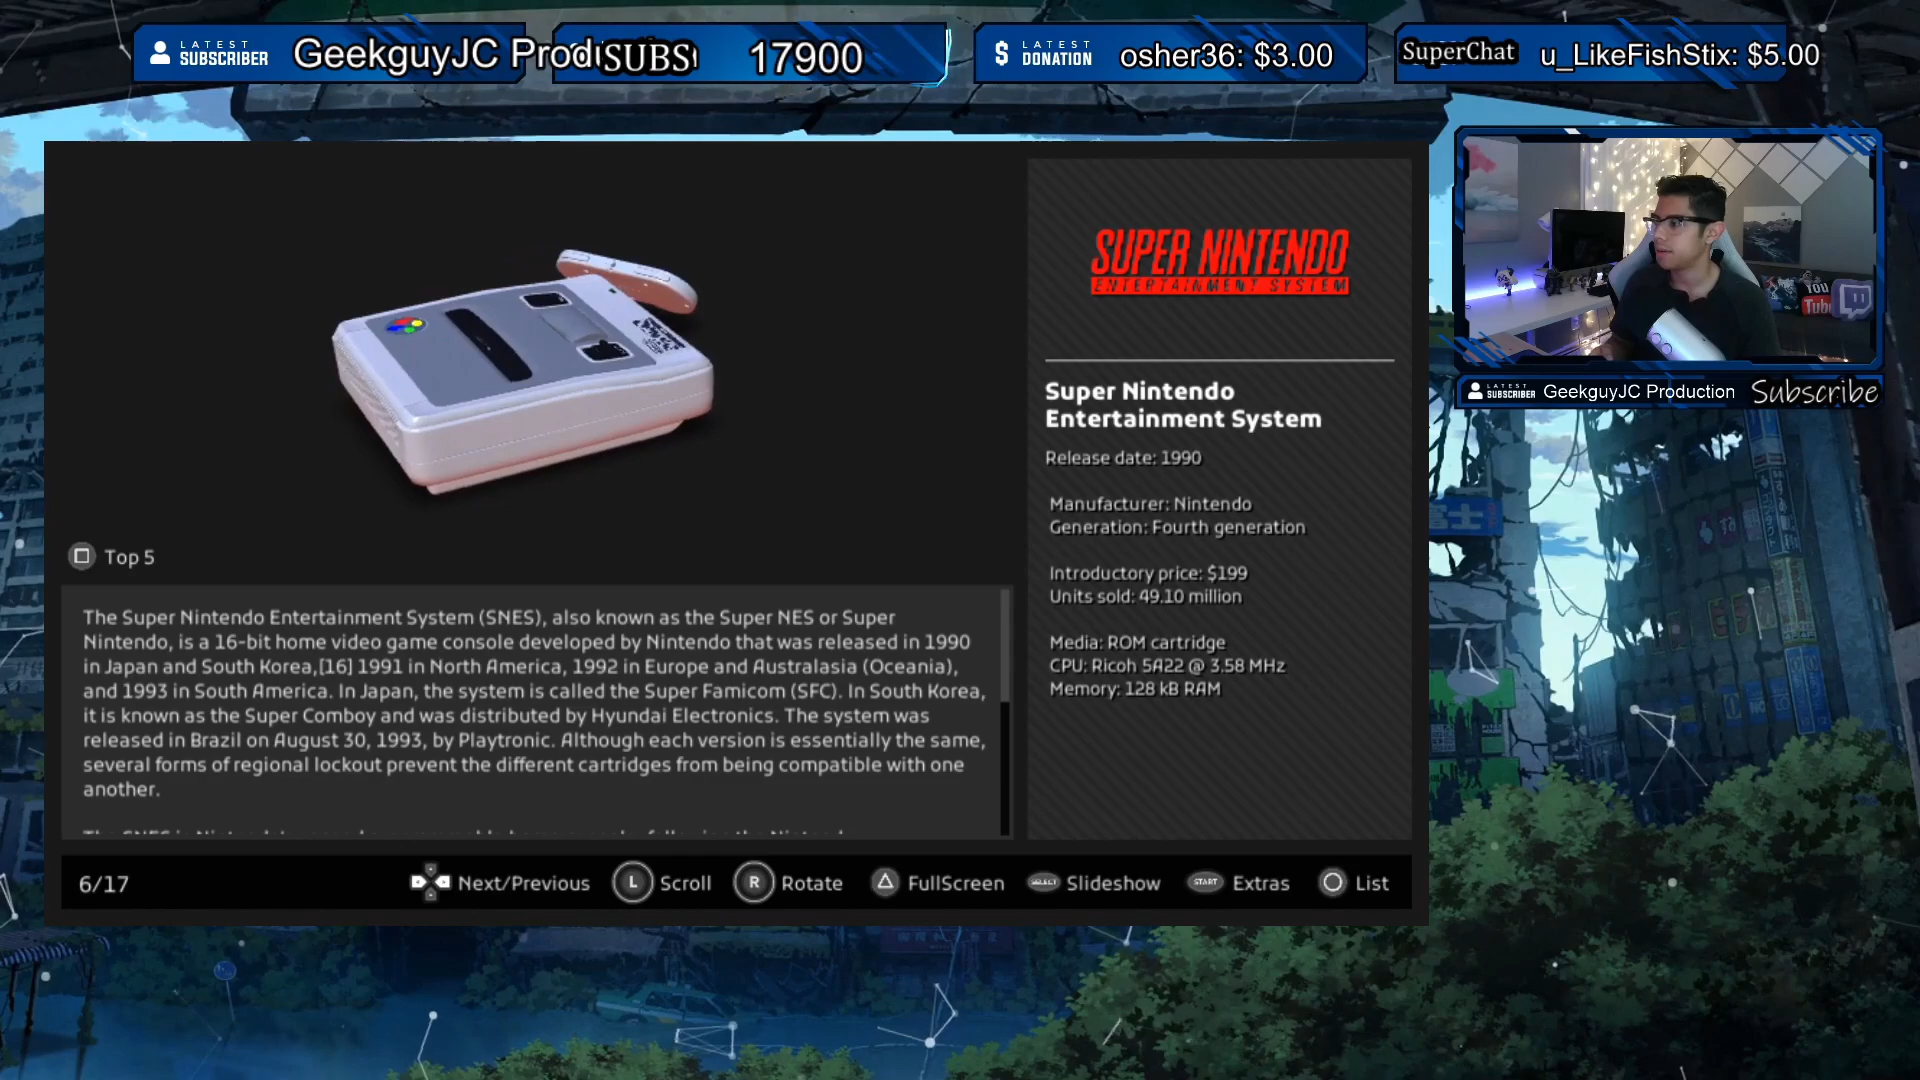 LATEST SUBSCRIBER GeekguyJC Produ
SUBS 17900
LATEST DONATION osher36: $3.00
SuperChat u_LikeFishStix: $5.00
SUPER NINTENDO
ENTERTAINMENT SYSTEM
You
Tube
LATEST SUBSCRIBER GeekguyJC Production Subscribe
Super Nintendo
Entertainment System
Release date: 1990
Manufacturer: Nintendo
Generation: Fourth generation
Introductory price: $199
Units sold: 49.10 million
Media: ROM cartridge
CPU: Ricoh 5A22 @ 3.58 MHz
Memory: 128 kB RAM
Top 5
The Super Nintendo Entertainment System (SNES), also known as the Super NES or Super
Nintendo, is a 16-bit home video game console developed by Nintendo that was released in 1990
in Japan and South Korea,[16] 1991 in North America, 1992 in Europe and Australasia (Oceania),
and 1993 in South America. In Japan, the system is called the Super Famicom (SFC). In South Korea,
it is known as the Super Comboy and was distributed by Hyundai Electronics. The system was
released in Brazil on August 30, 1993, by Playtronic. Although each version is essentially the same,
several forms of regional lockout prevent the different cartridges from being compatible with one
another.
6/17 Next/Previous L Scroll R Rotate FullScreen SELECT Slideshow START Extras List
富士